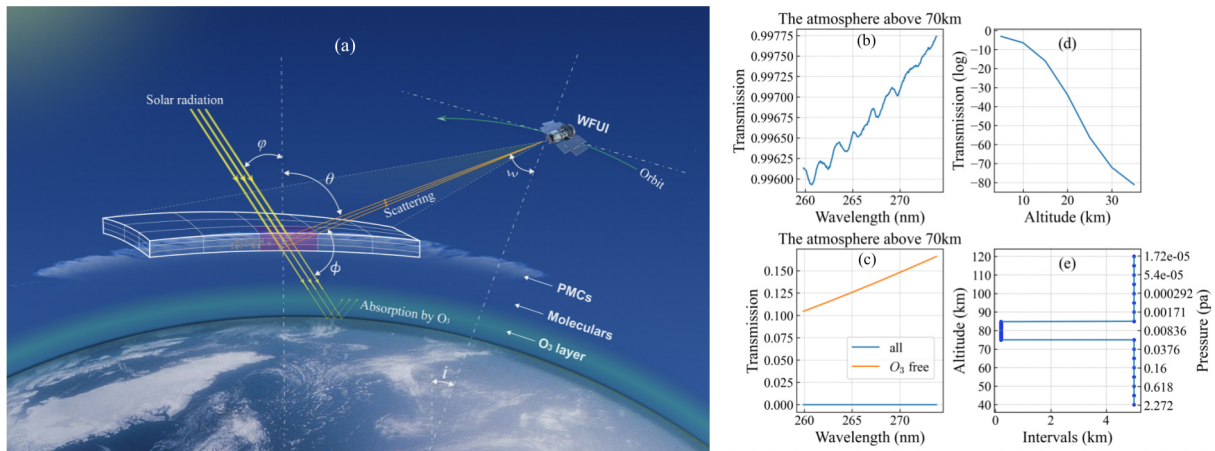 (a)
Solar radiation
φ
θ
WFUI
w
Orbit
Scattering
ϕ
PMCs
Absorption by O₃
Moleculars
O₃ layer
i
The atmosphere above 70km
(b)
0.99775
0.99750
0.99725
0.99700
0.99675
0.99650
0.99625
0.99600
Transmission
260 265 270
Wavelength (nm)
(d)
0
−10
−20
−30
−40
−50
−60
−70
−80
Transmission (log)
10 20 30
Altitude (km)
The atmosphere above 70km
(c)
0.150
0.125
0.100
0.075
0.050
0.025
0.000
Transmission
all
O₃ free
260 265 270
Wavelength (nm)
(e)
120
110
100
90
80
70
60
50
40
Altitude (km)
1.72e-05
5.4e-05
0.000292
0.00171
0.00836
0.0376
0.16
0.618
2.272
Pressure (pa)
0 2 4
Intervals (km)